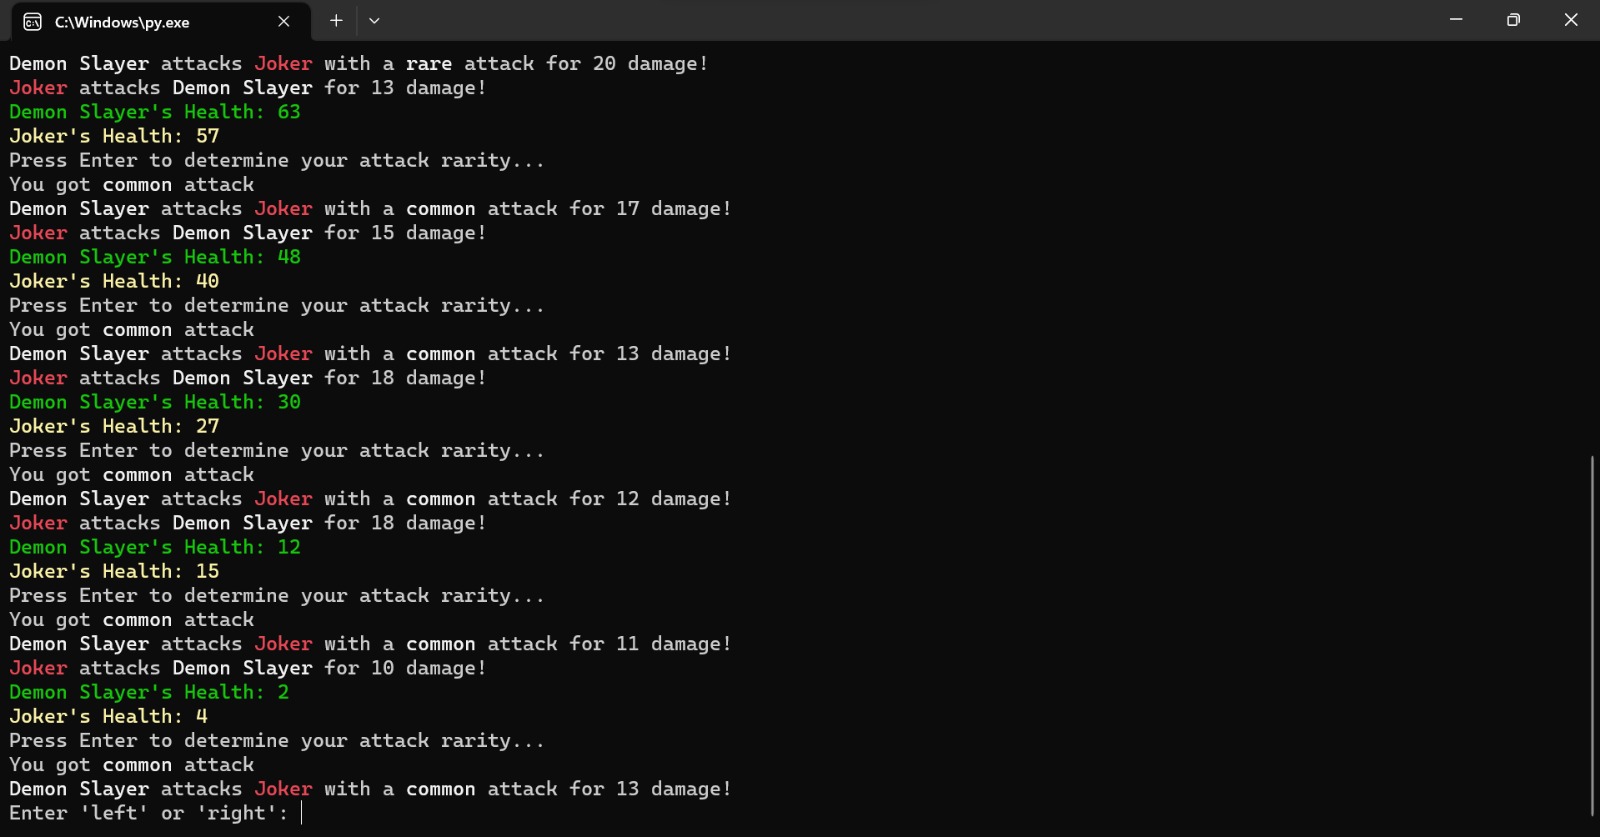 C:\Windows\py.exe
Demon Slayer attacks Joker with a rare attack for 20 damage!
Joker attacks Demon Slayer for 13 damage!
Demon Slayer's Health: 63
Joker's Health: 57
Press Enter to determine your attack rarity...
You got common attack
Demon Slayer attacks Joker with a common attack for 17 damage!
Joker attacks Demon Slayer for 15 damage!
Demon Slayer's Health: 48
Joker's Health: 40
Press Enter to determine your attack rarity...
You got common attack
Demon Slayer attacks Joker with a common attack for 13 damage!
Joker attacks Demon Slayer for 18 damage!
Demon Slayer's Health: 30
Joker's Health: 27
Press Enter to determine your attack rarity...
You got common attack
Demon Slayer attacks Joker with a common attack for 12 damage!
Joker attacks Demon Slayer for 18 damage!
Demon Slayer's Health: 12
Joker's Health: 15
Press Enter to determine your attack rarity...
You got common attack
Demon Slayer attacks Joker with a common attack for 11 damage!
Joker attacks Demon Slayer for 10 damage!
Demon Slayer's Health: 2
Joker's Health: 4
Press Enter to determine your attack rarity...
You got common attack
Demon Slayer attacks Joker with a common attack for 13 damage!
Enter 'left' or 'right':